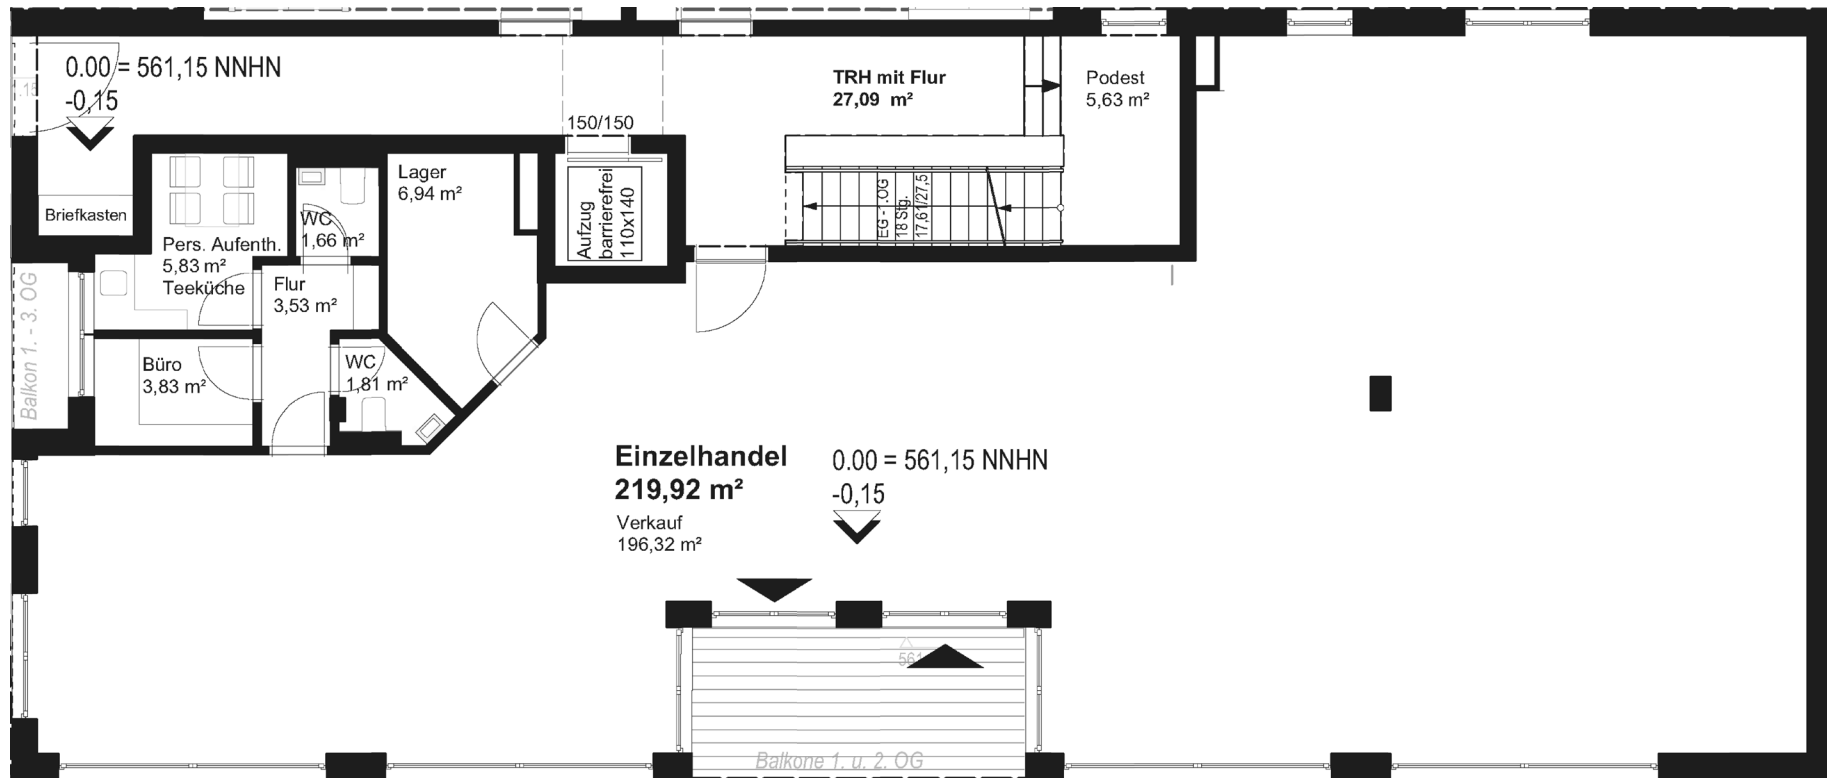 0.00 = 561,15 NNHN
-0,15
TRH mit Flur
27,09 m²
Podest
5,63 m²
150/150
Briefkasten
Pers. Aufenth.
5,83 m²
Teeküche
WC
1,66 m²
Lager
6,94 m²
Aufzug
barrierefrei
110x140
EG - 1.OG
18 Stg.
17,61/27,5
Flur
3,53 m²
Balkon 1. - 3. OG
Büro
3,83 m²
WC
1,81 m²
Einzelhandel
219,92 m²
Verkauf
196,32 m²
0.00 = 561,15 NNHN
-0,15
Balkone 1. u. 2. OG